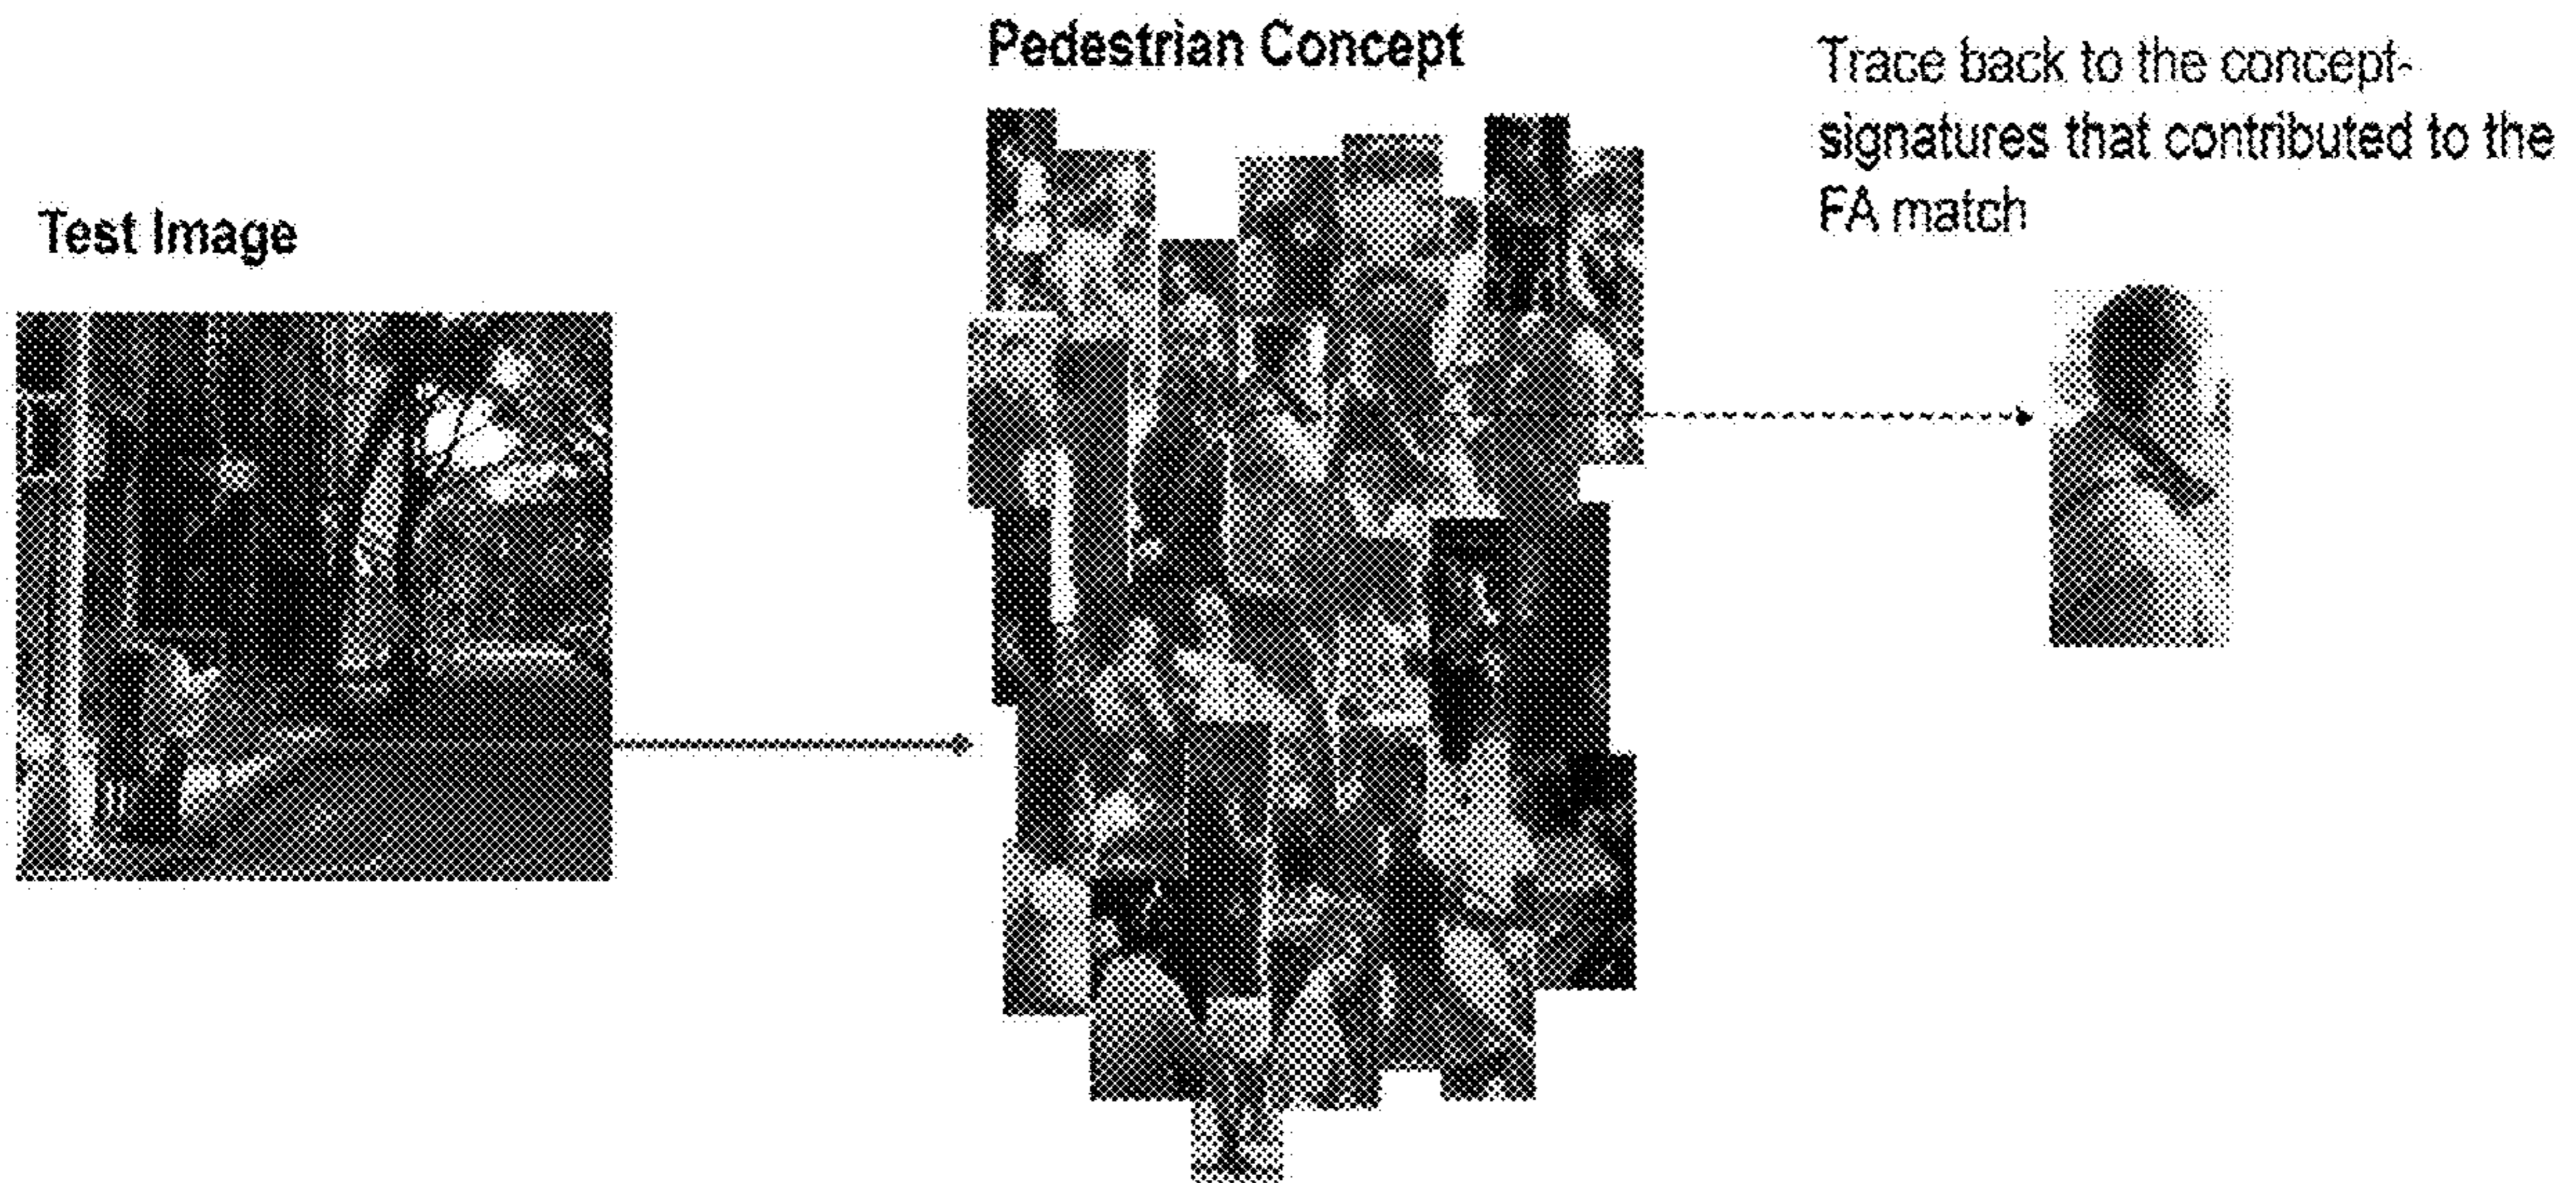 Pedestrian Concept
Trace back to the concept-
signatures that contributed to the
FA match
Test Image